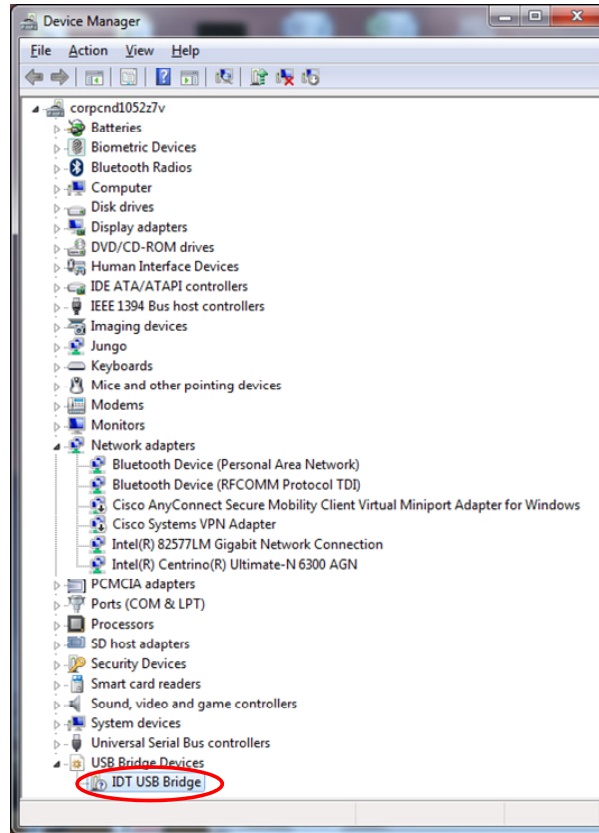 Device Manager
File Action View Help
corpcnd1052z7v
Batteries
Biometric Devices
Bluetooth Radios
Computer
Disk drives
Display adapters
DVD/CD-ROM drives
Human Interface Devices
IDE ATA/ATAPI controllers
IEEE 1394 Bus host controllers
Imaging devices
Jungo
Keyboards
Mice and other pointing devices
Modems
Monitors
Network adapters
Bluetooth Device (Personal Area Network)
Bluetooth Device (RFCOMM Protocol TDI)
Cisco AnyConnect Secure Mobility Client Virtual Miniport Adapter for Windows
Cisco Systems VPN Adapter
Intel(R) 82577LM Gigabit Network Connection
Intel(R) Centrino(R) Ultimate-N 6300 AGN
PCMCIA adapters
Ports (COM & LPT)
Processors
SD host adapters
Security Devices
Smart card readers
Sound, video and game controllers
System devices
Universal Serial Bus controllers
USB Bridge Devices
IDT USB Bridge